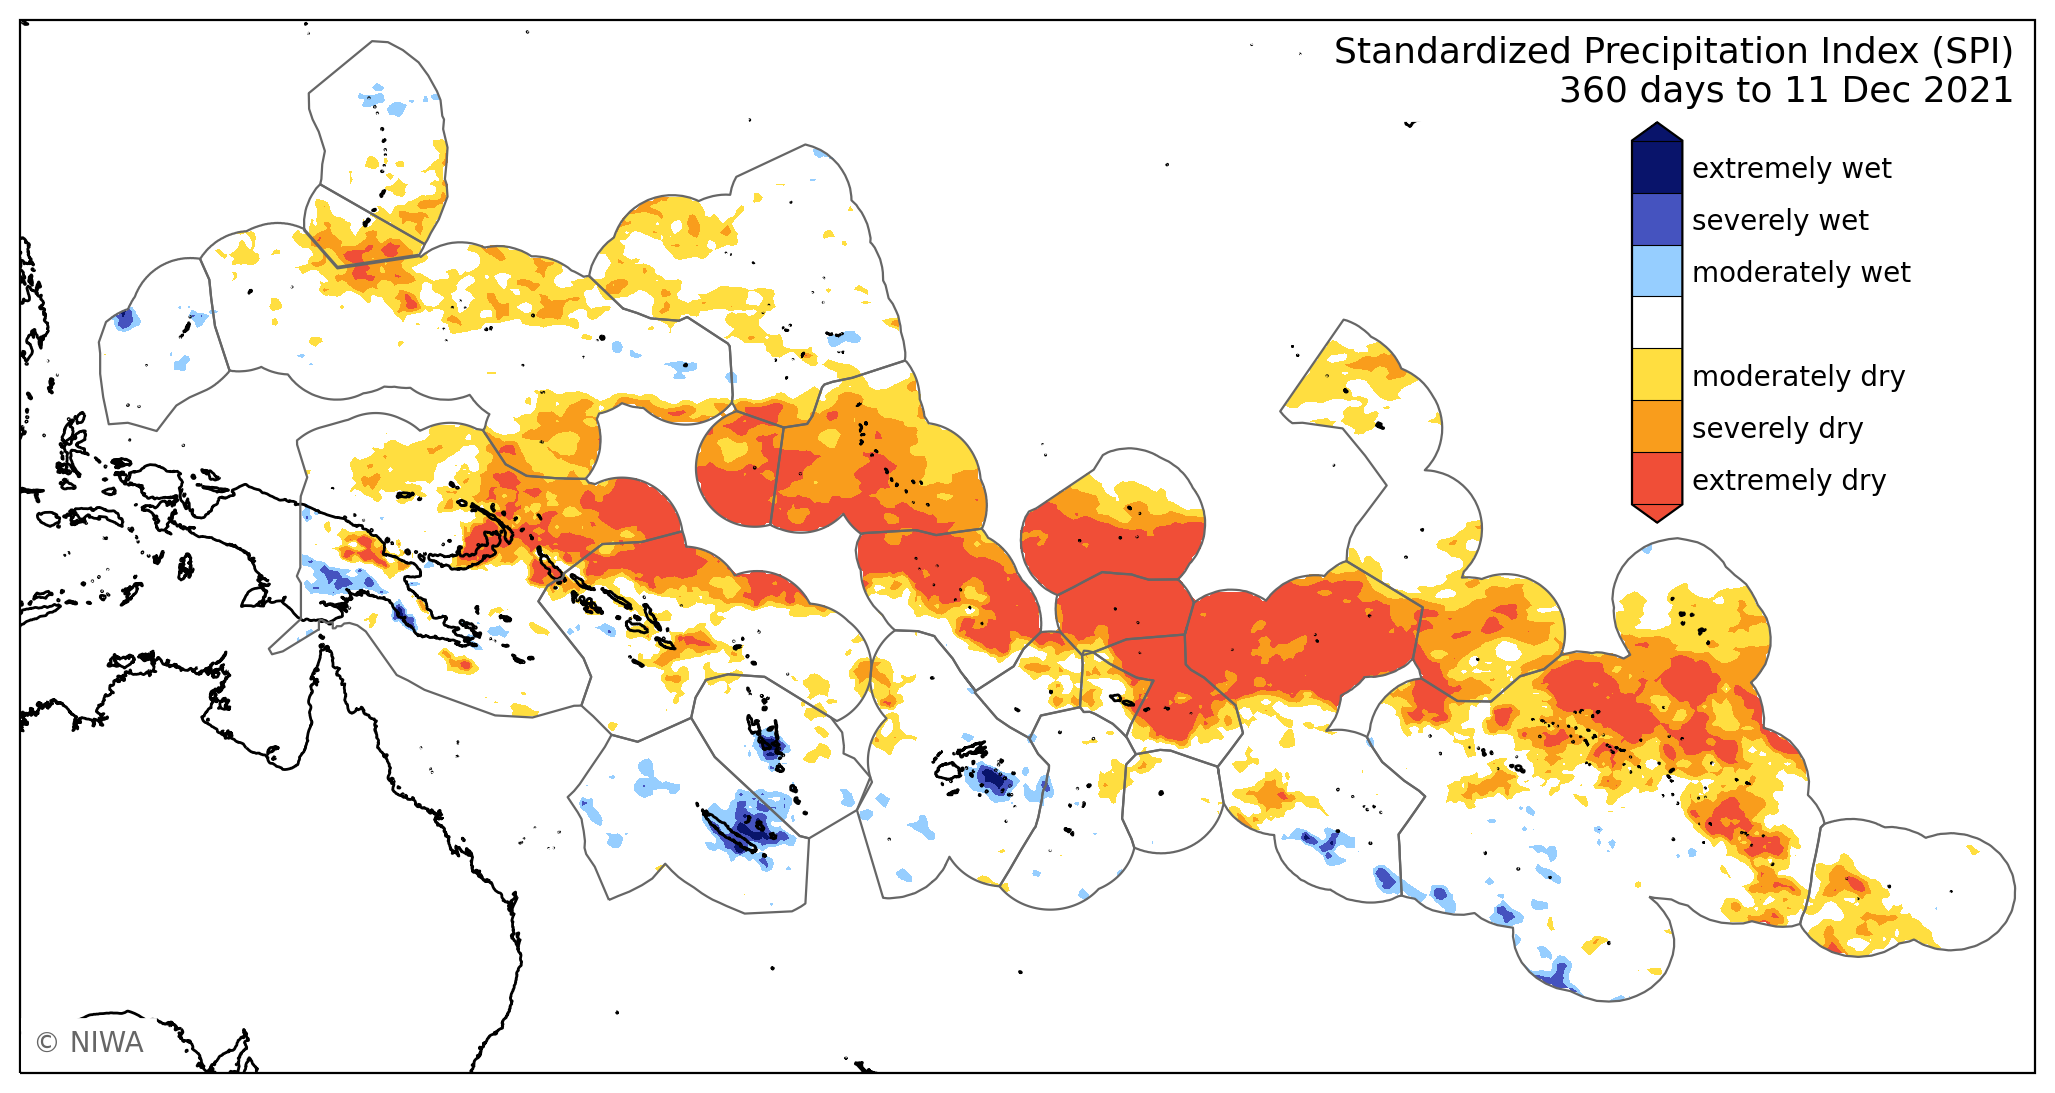 Standardized Precipitation Index (SPI)
360 days to 11 Dec 2021
extremely wet
severely wet
moderately wet
moderately dry
severely dry
extremely dry
© NIWA